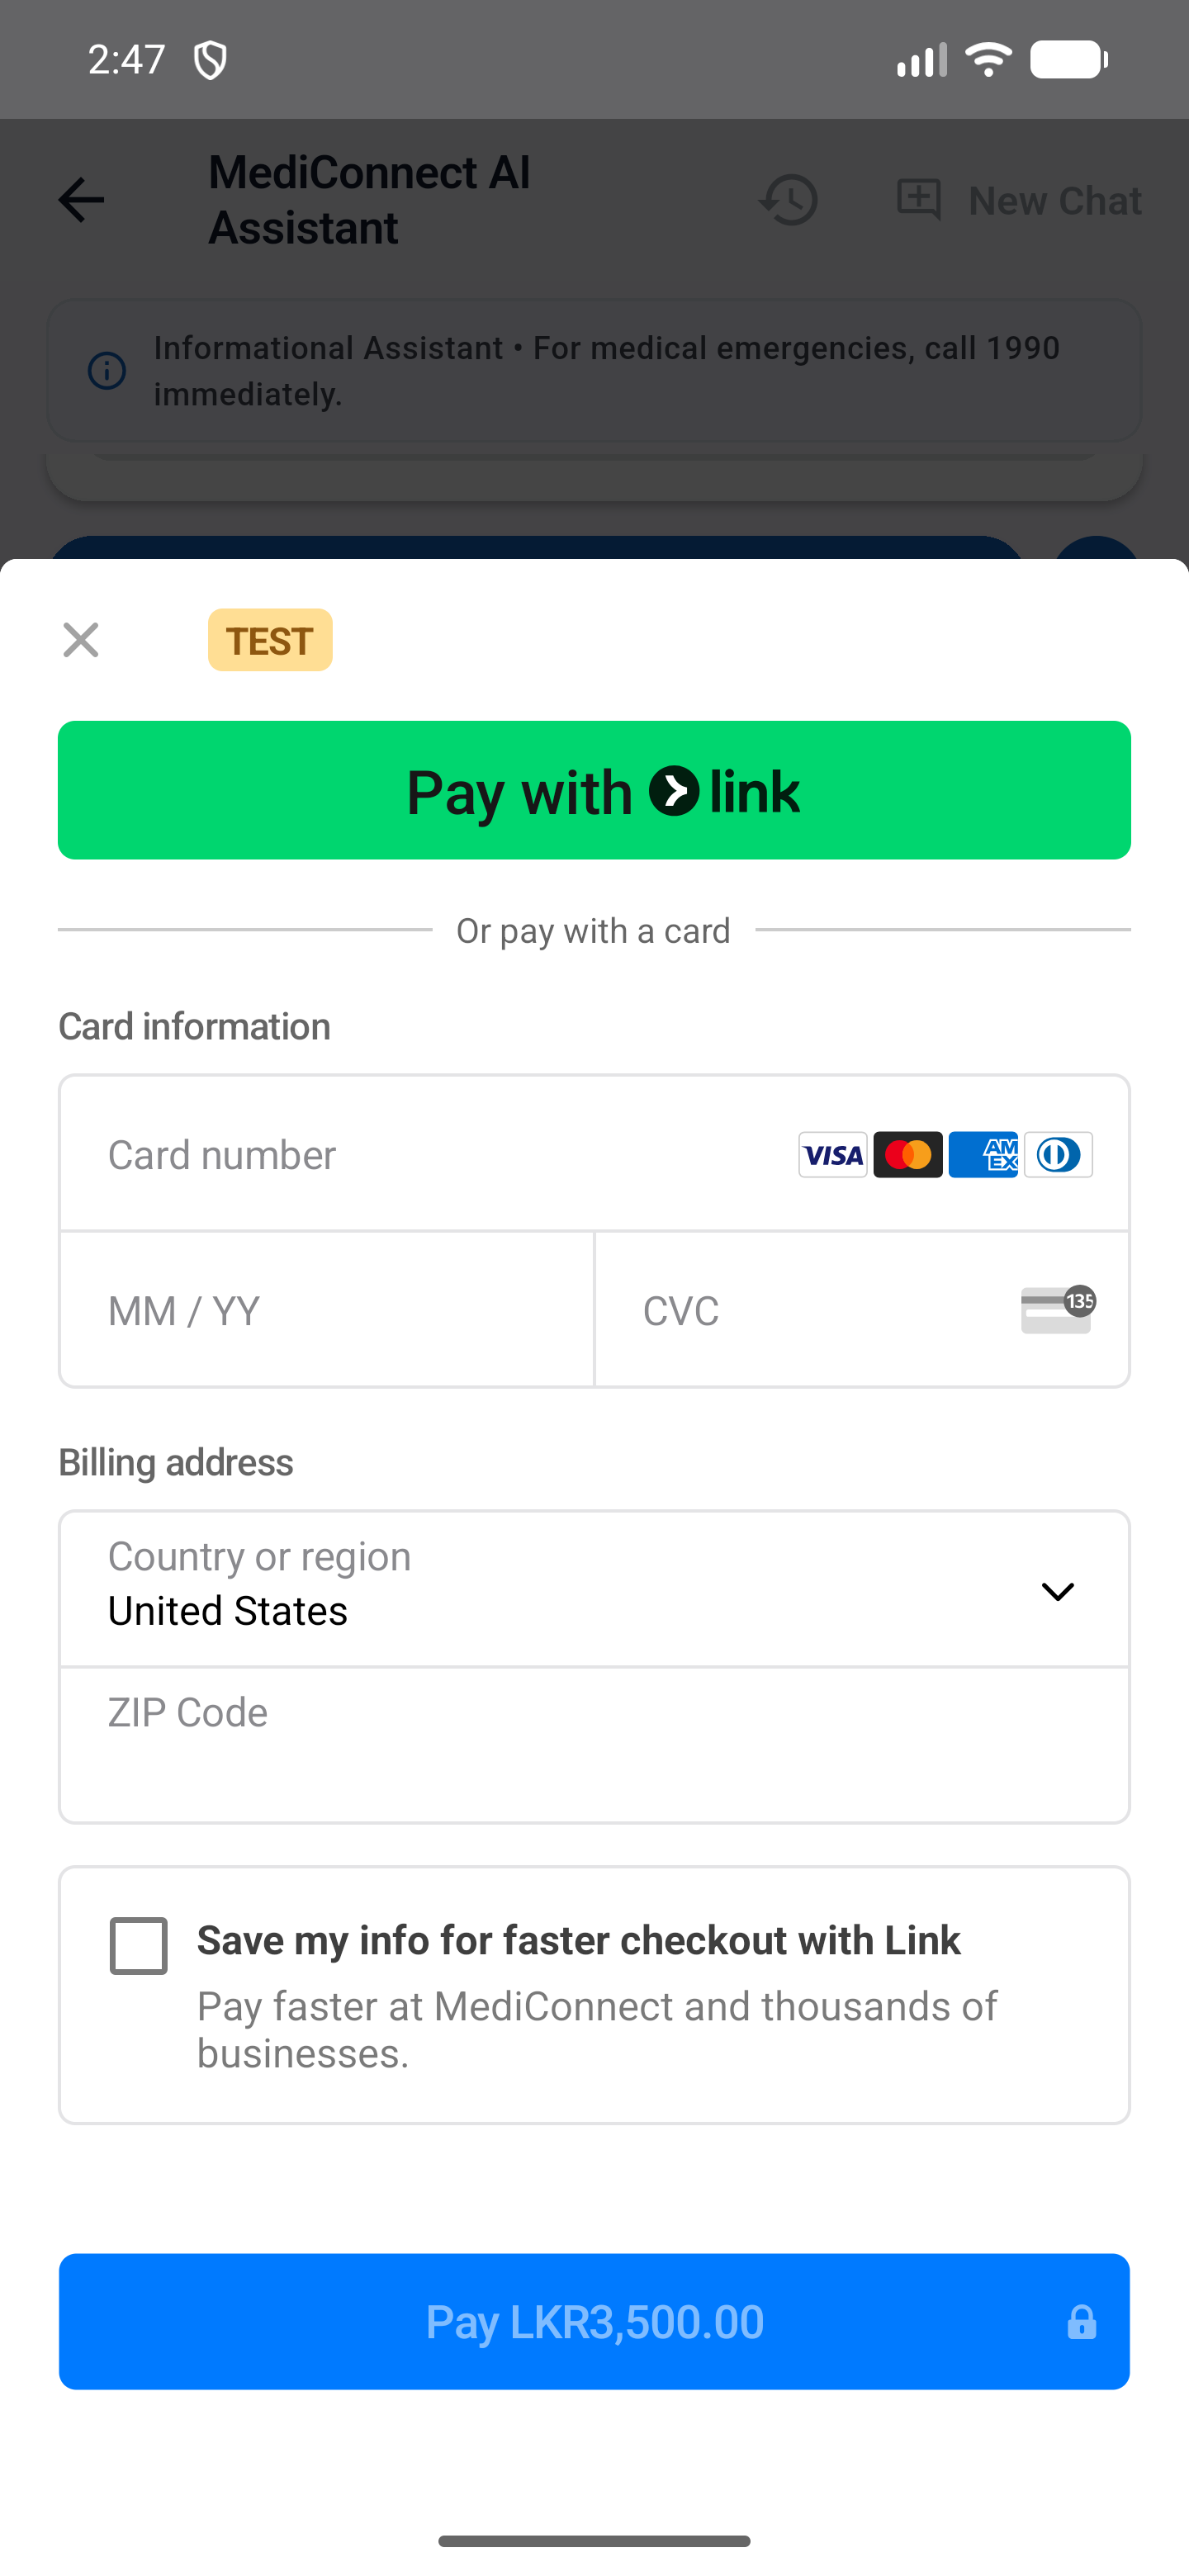 2:47
MediConnect AI
Assistant
New Chat
Informational Assistant • For medical emergencies, call 1990
immediately.
TEST
Pay with link
Or pay with a card
Card information
Card number
VISA
AM
EX
MM / YY
CVC
135
Billing address
Country or region
United States
ZIP Code
Save my info for faster checkout with Link
Pay faster at MediConnect and thousands of
businesses.
Pay LKR3,500.00